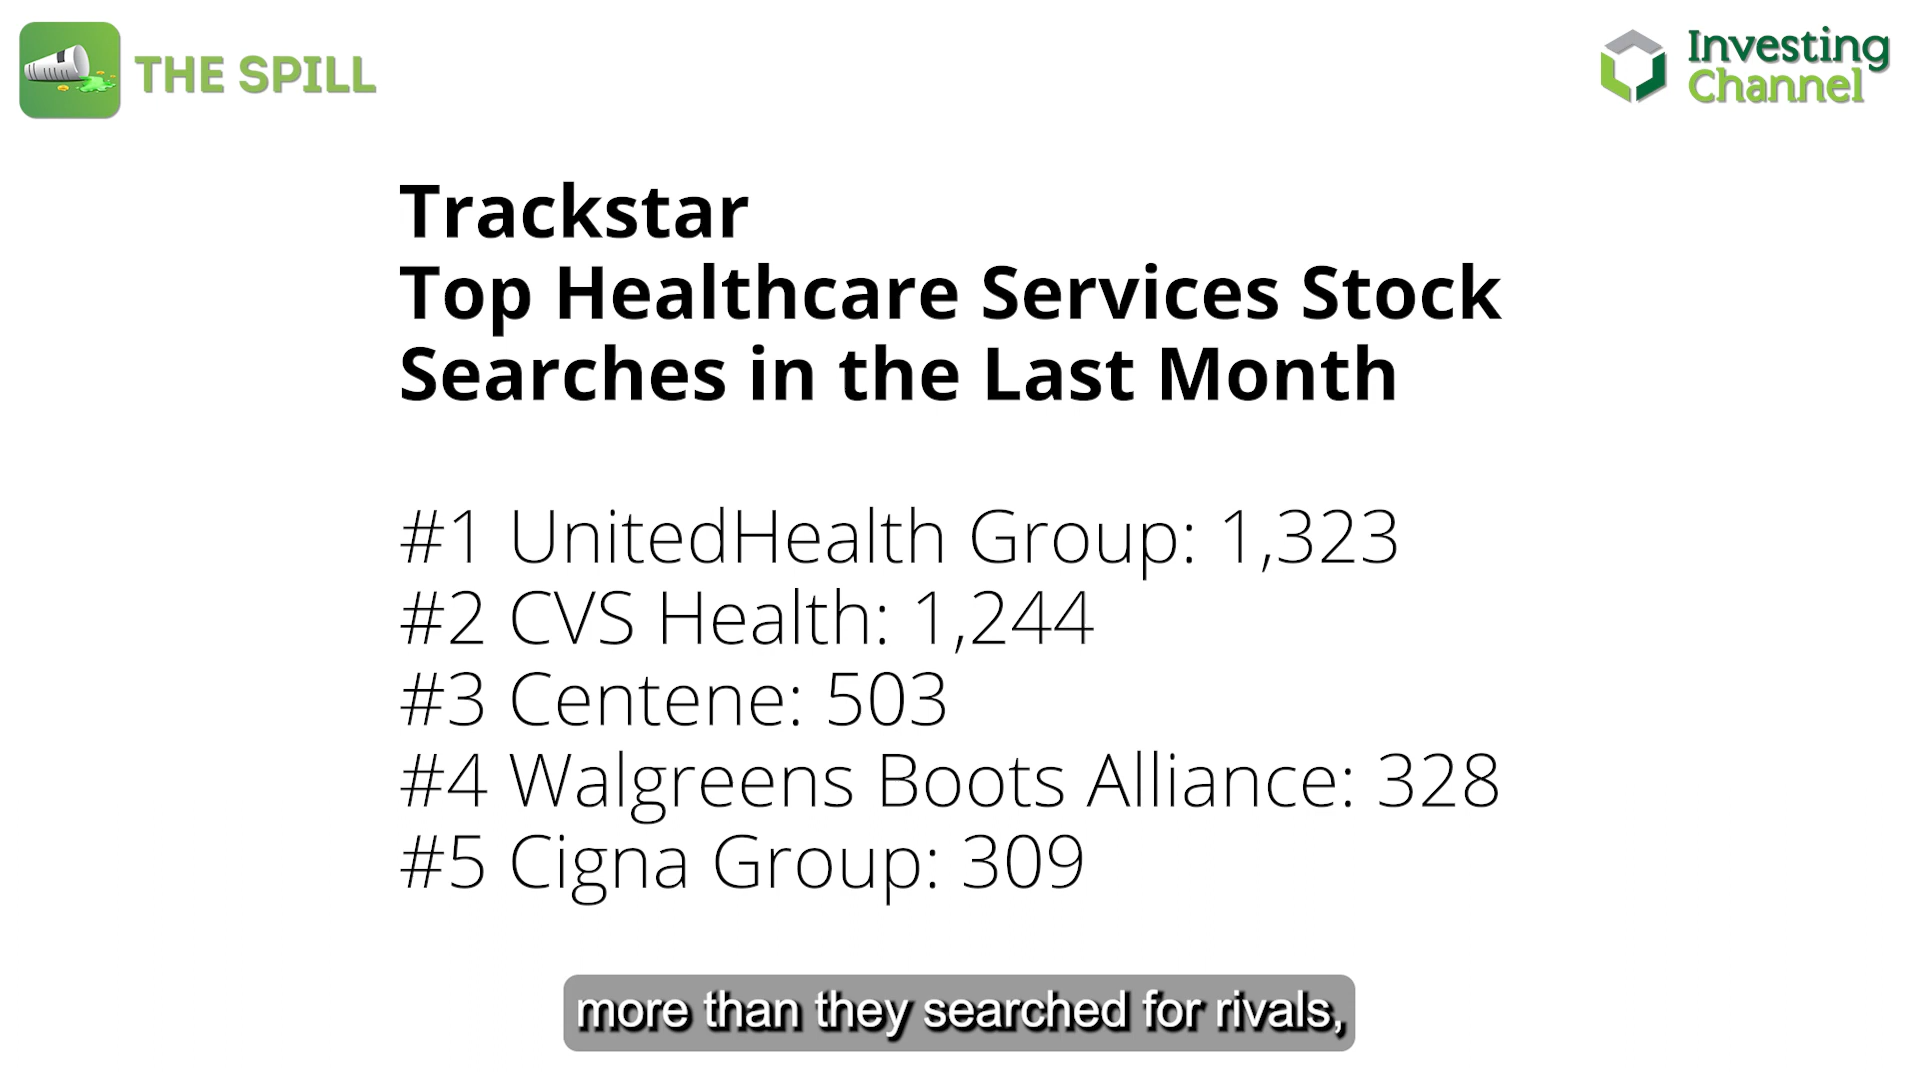 THE SPILL
Investing
Channel
Trackstar
Top Healthcare Services Stock
Searches in the Last Month
#1 UnitedHealth Group: 1,323
#2 CVS Health: 1,244
#3 Centene: 503
#4 Walgreens Boots Alliance: 328
#5 Cigna Group: 309
more than they searched for rivals,